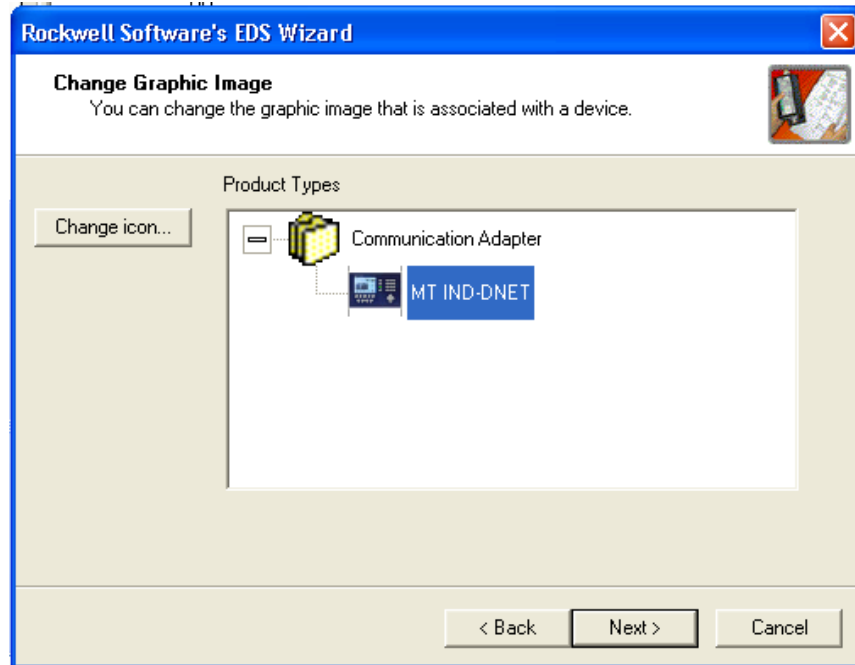 Rockwell Software's EDS Wizard
Change Graphic Image
You can change the graphic image that is associated with a device.
Product Types
Change icon...
Communication Adapter
MT IND-DNET
< Back
Next >
Cancel